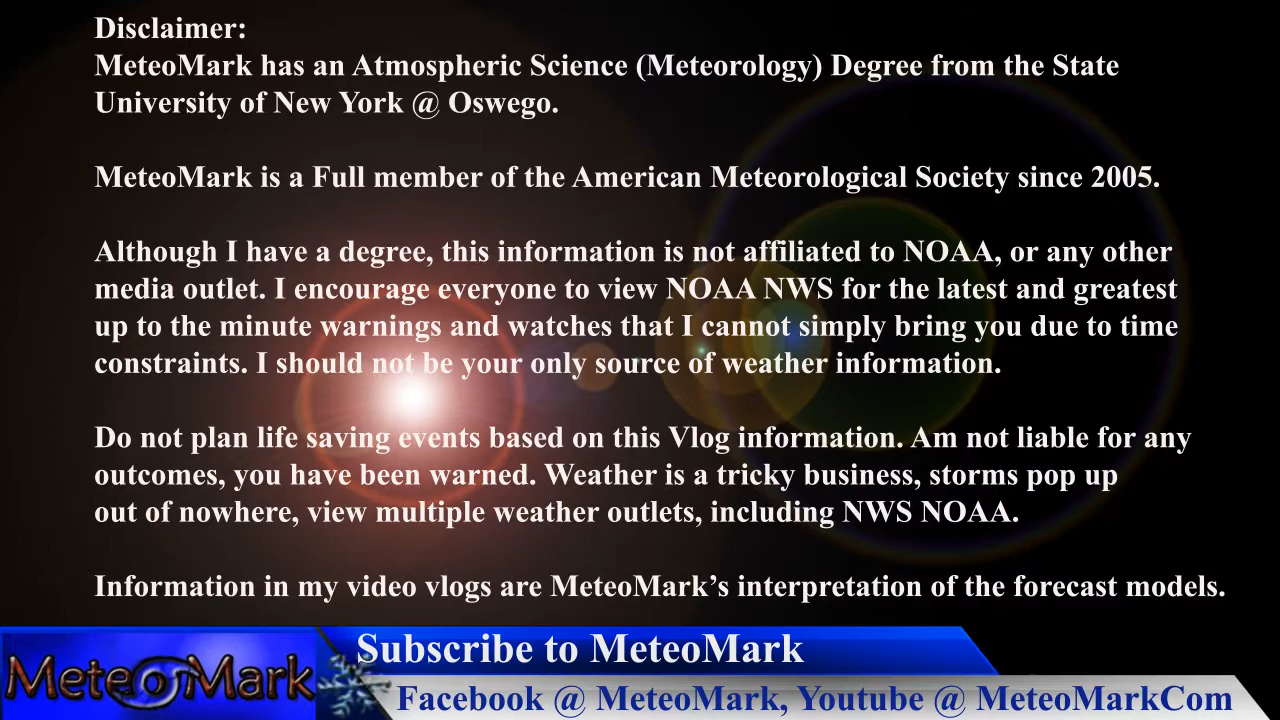 Disclaimer:
MeteoMark has an Atmospheric Science (Meteorology) Degree from the State
University of New York @ Oswego.
MeteoMark is a Full member of the American Meteorological Society since 2005.
Although I have a degree, this information is not affiliated to NOAA, or any other
media outlet. I encourage everyone to view NOAA NWS for the latest and greatest
up to the minute warnings and watches that I cannot simply bring you due to time
constraints. I should not be your only source of weather information.
Do not plan life saving events based on this Vlog information. Am not liable for any
outcomes, you have been warned. Weather is a tricky business, storms pop up
out of nowhere, view multiple weather outlets, including NWS NOAA.
Information in my video vlogs are MeteoMark’s interpretation of the forecast models.
Subscribe to MeteoMark
MeteoMark
Facebook @ MeteoMark, Youtube @ MeteoMarkCom